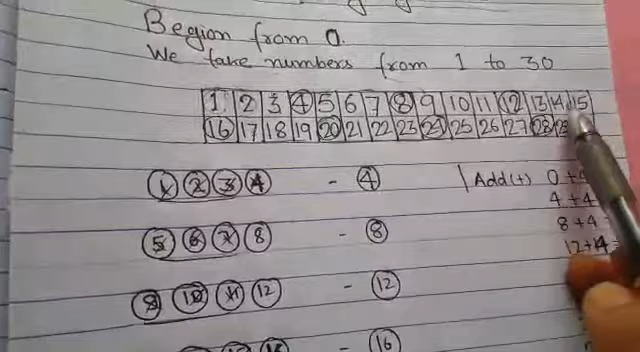 Begion from 0.
We take numbers from 1 to 30
1 2 3 4 5 6 7 8 9 10 11 12 13 14 15
16 17 18 19 20 21 22 23 24 25 26 27 28
1 2 3 4 - 4 Add(+) 0+4
4+4
5 6 7 8 - 8 8+4
12+4
9 10 11 12 - 12
- 16